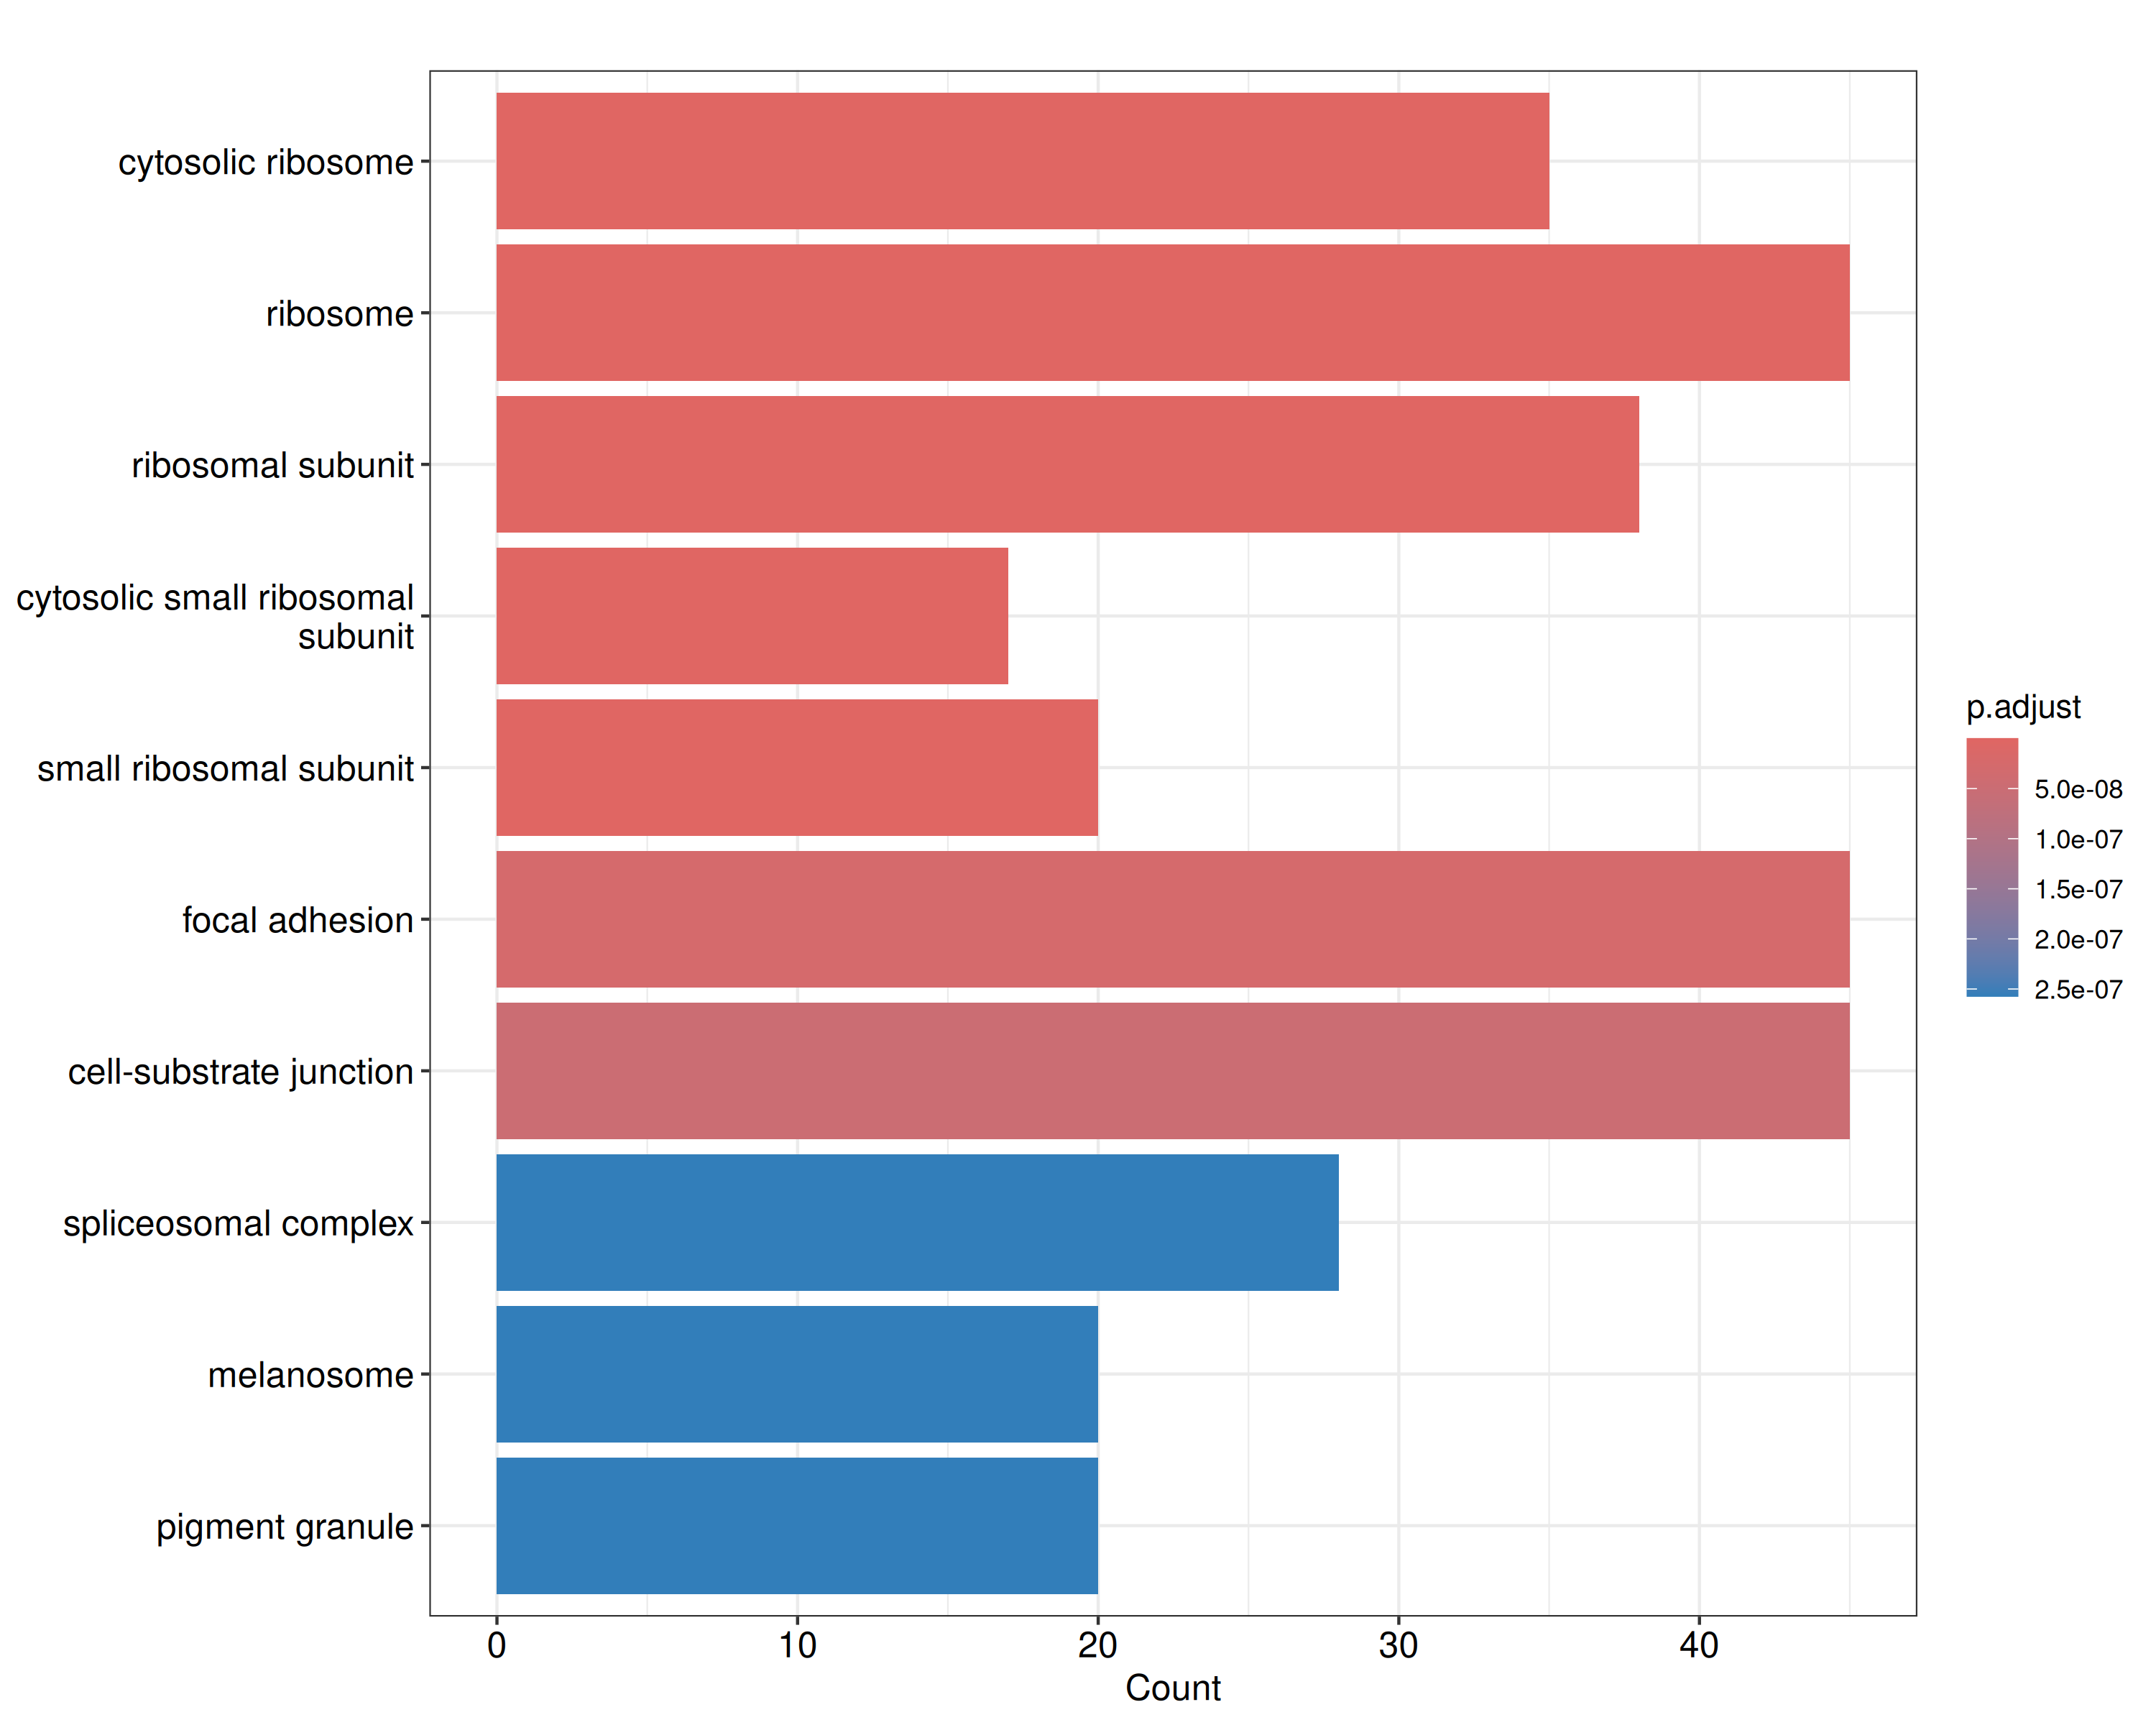 cytosolic ribosome
ribosome
ribosomal subunit
cytosolic small ribosomal
subunit
small ribosomal subunit
focal adhesion
cell-substrate junction
spliceosomal complex
melanosome
pigment granule
0 10 20 30 40
Count
p.adjust
5.0e-08
1.0e-07
1.5e-07
2.0e-07
2.5e-07